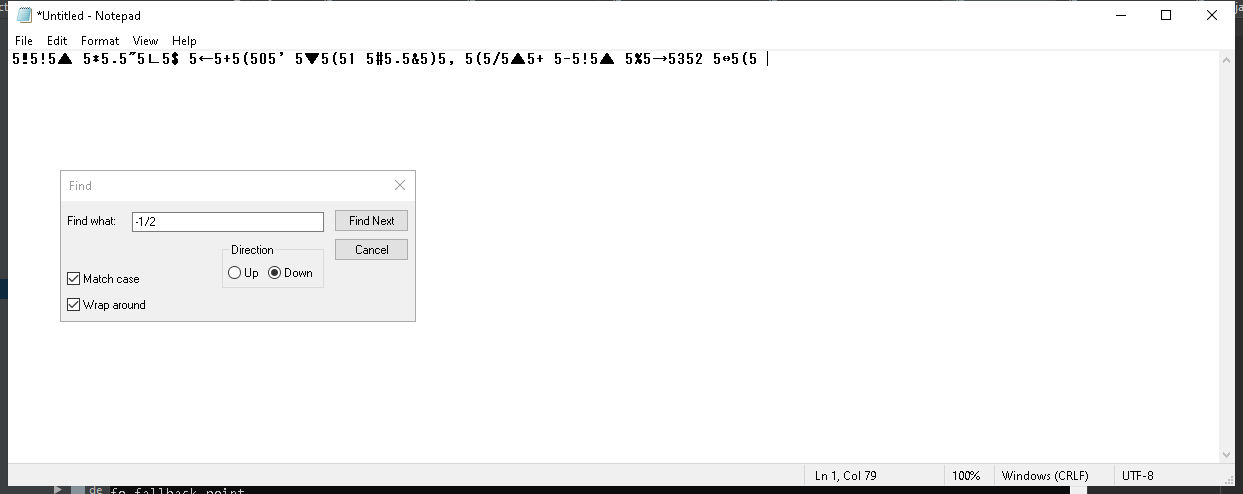 *Untitled - Notepad
File Edit Format View Help
5!5!5▲ 5*5.5˝5∟5$ 5←5+5(505’ 5▼5(51 5#5.5&5)5, 5(5/5▲5+ 5-5!5▲ 5%5→5352 5↔5(5
Find
Find what: -1/2 Find Next
Direction Cancel
Up Down
Match case
Wrap around
Ln 1, Col 79 100% Windows (CRLF) UTF-8